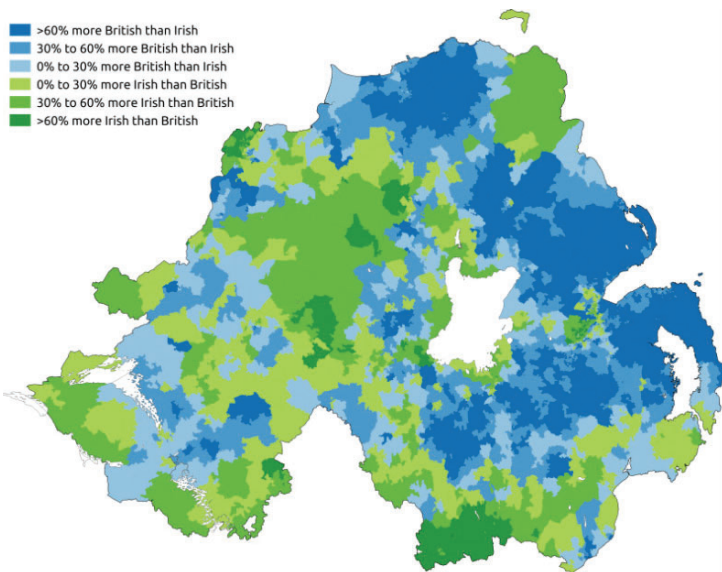 >60% more British than Irish
30% to 60% more British than Irish
0% to 30% more British than Irish
0% to 30% more Irish than British
30% to 60% more Irish than British
>60% more Irish than British